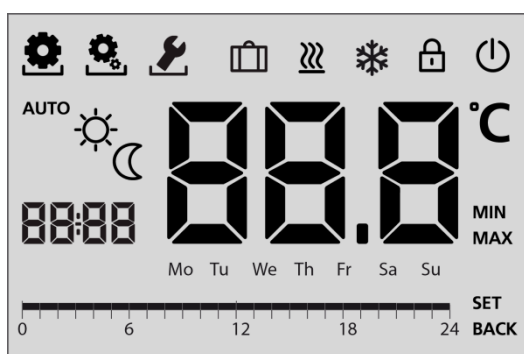 AUTO
88.8 °C
88:88
MIN
MAX
Mo Tu We Th Fr Sa Su
SET
0 6 12 18 24 BACK